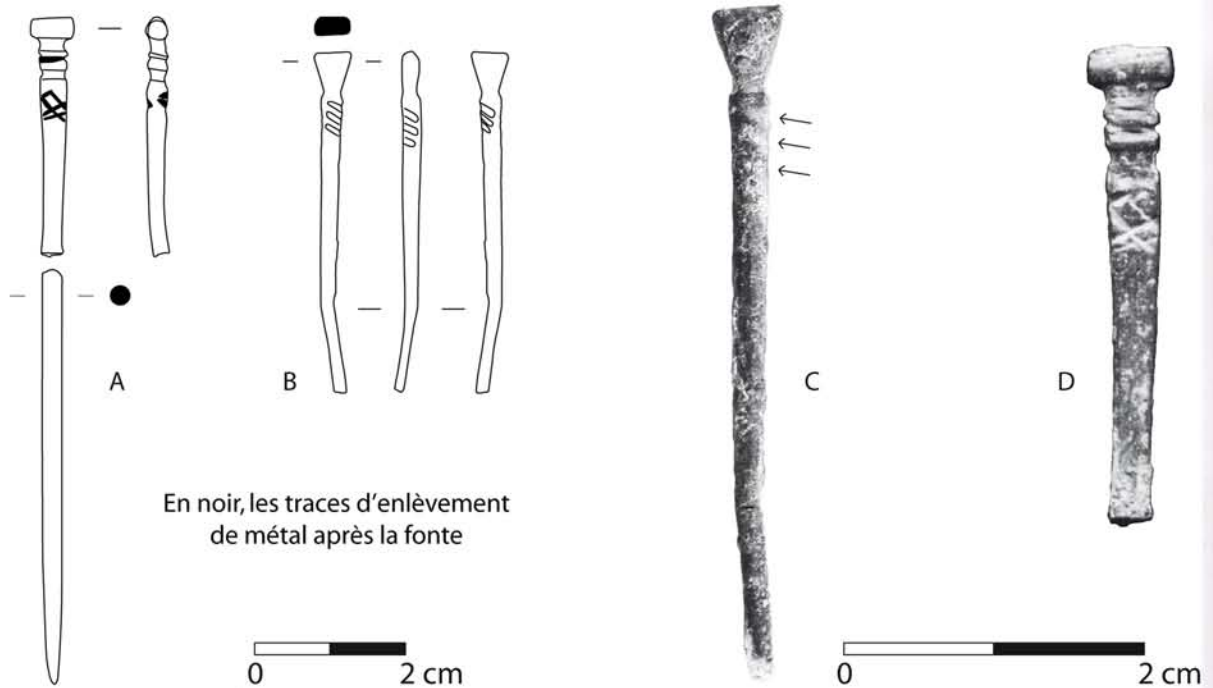 A
B
C
D
En noir, les traces d'enlèvement
de métal après la fonte
0
2 cm
0
2 cm